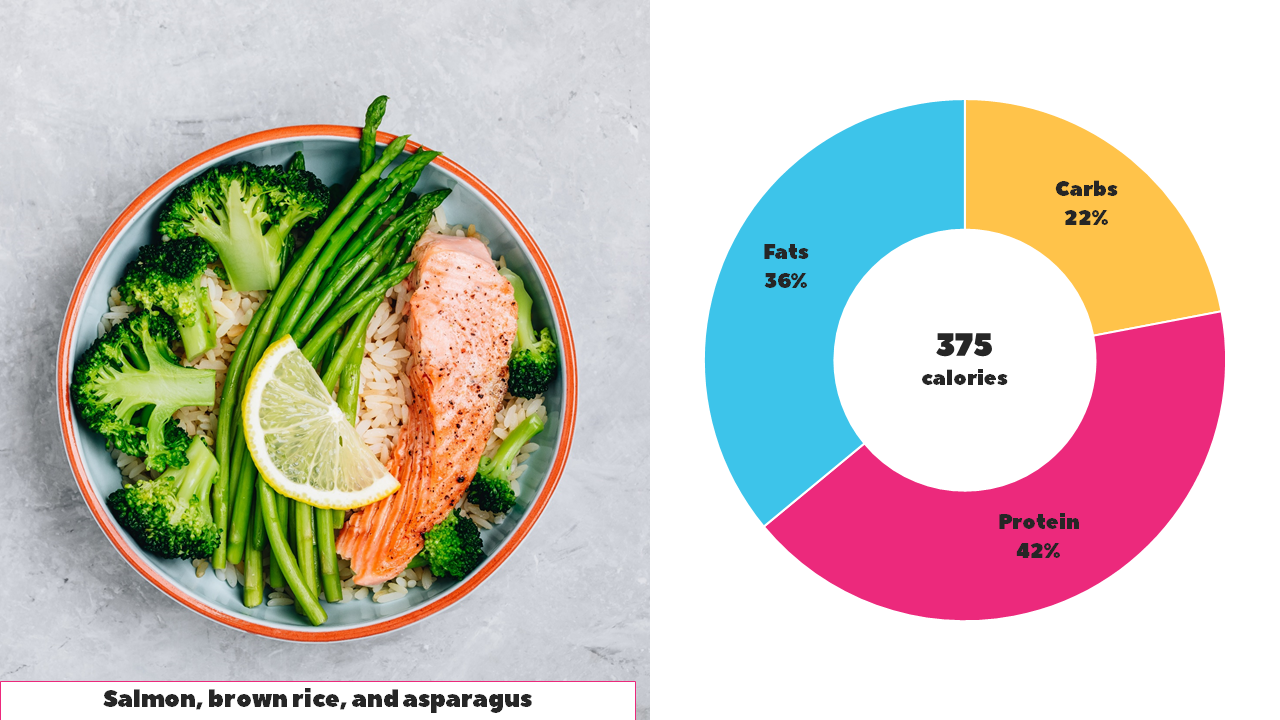 Carbs
22%
Fats
36%
375
calories
Protein
42%
Salmon, brown rice, and asparagus